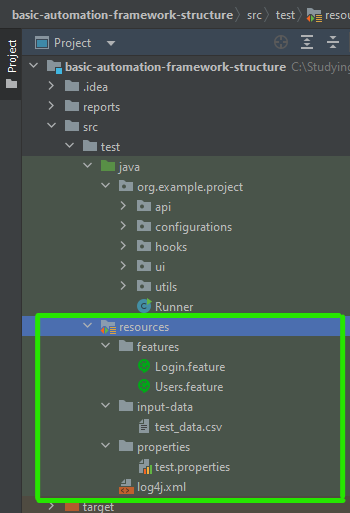 basic-automation-framework-structure > src > test > resou
Project
Project
basic-automation-framework-structure C:\Studying
.idea
reports
src
test
java
org.example.project
api
configurations
hooks
ui
utils
Runner
resources
features
Login.feature
Users.feature
input-data
test_data.csv
properties
test.properties
log4j.xml
target